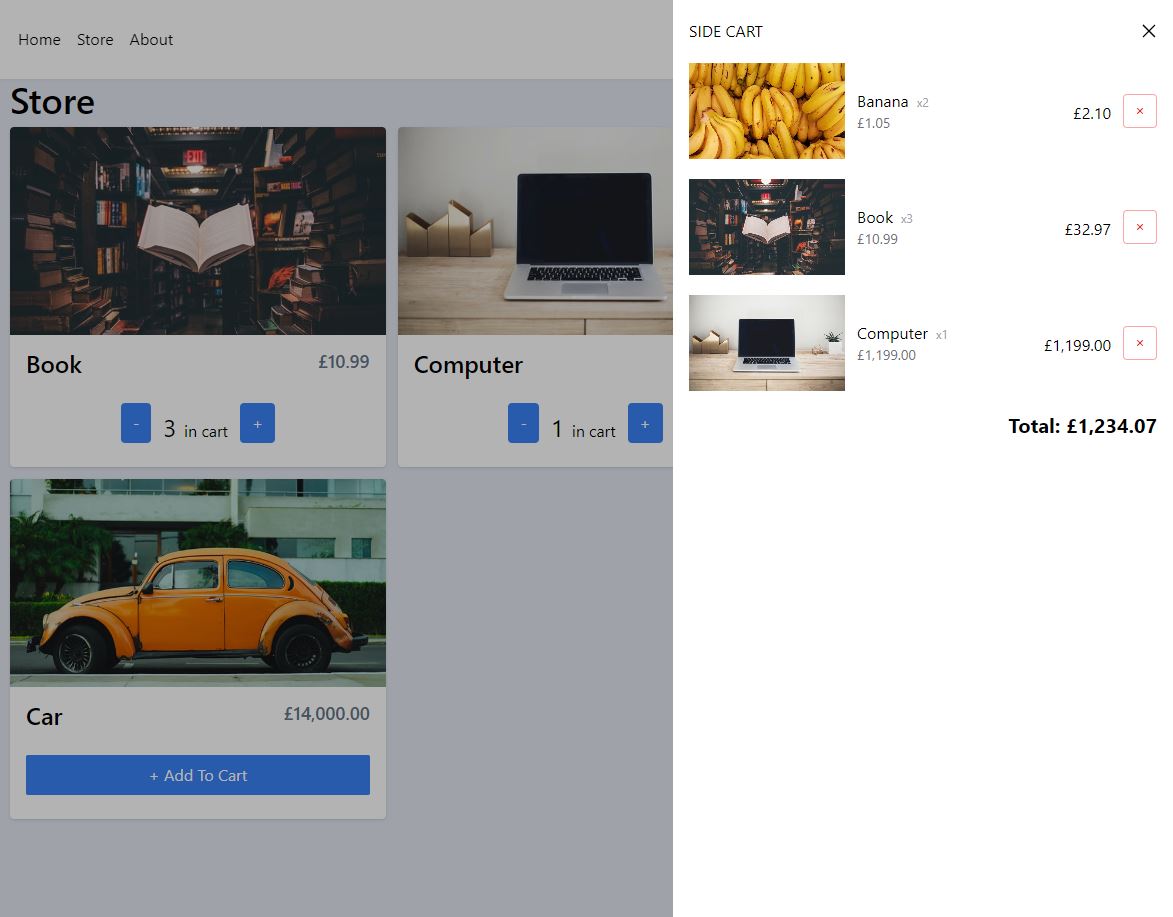 Home Store About
Store
EXIT
Book £10.99
- 3 in cart +
Computer
- 1 in cart +
Car £14,000.00
+ Add To Cart
SIDE CART ×
Banana x2
£1.05
£2.10 ×
Book x3
£10.99
£32.97 ×
Computer x1
£1,199.00
£1,199.00 ×
Total: £1,234.07